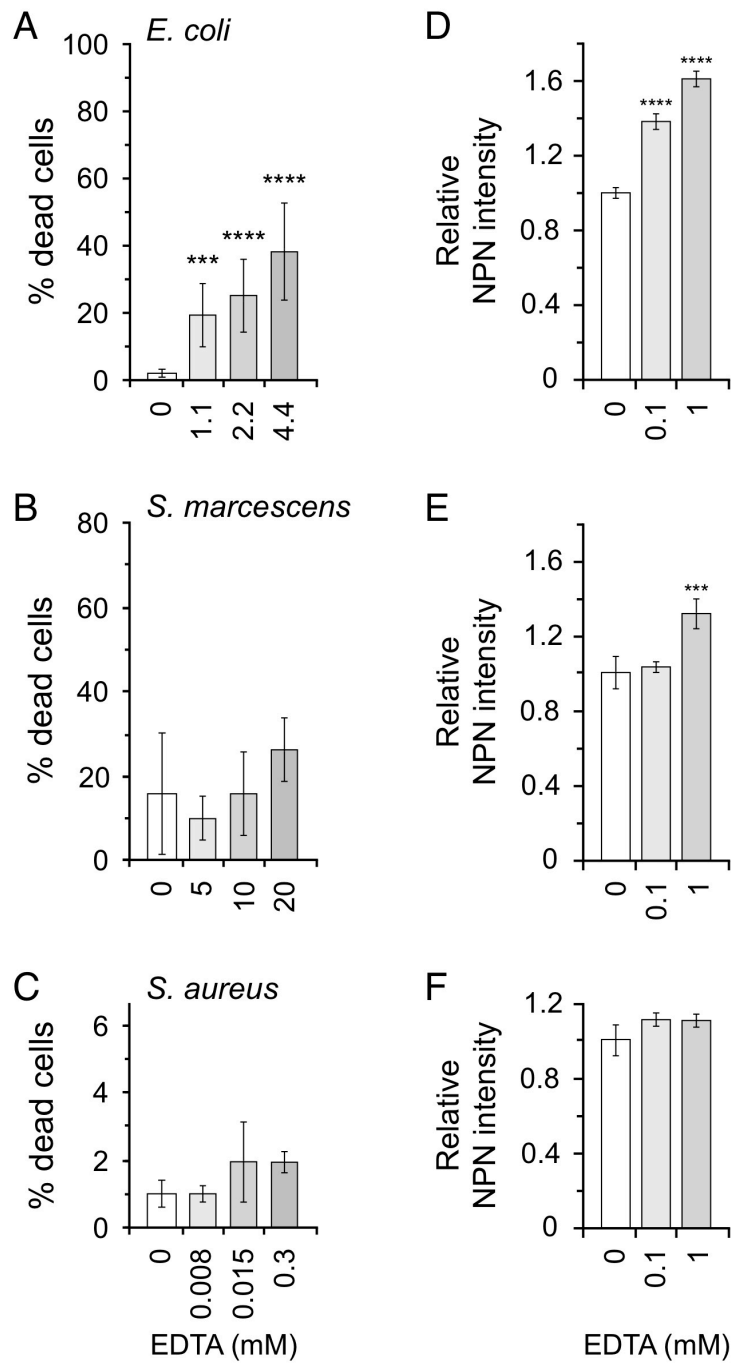 A
E. coli
% dead cells
100
80
60
40
20
0
***
****
****
0
1.1
2.2
4.4
D
Relative
NPN intensity
1.6
1.2
0.8
0.4
0
****
****
0
0.1
1
B
S. marcescens
% dead cells
80
60
40
20
0
0
5
10
20
E
Relative
NPN intensity
1.6
1.2
0.8
0.4
0
***
0
0.1
1
C
S. aureus
% dead cells
6
4
2
0
0
0.008
0.015
0.3
EDTA (mM)
F
Relative
NPN intensity
1.2
0.8
0.4
0
0
0.1
1
EDTA (mM)